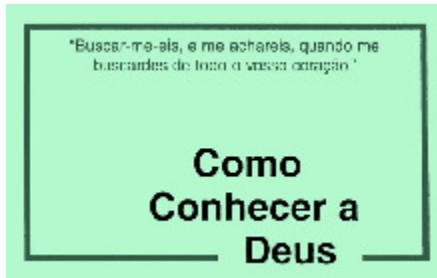 "Buscar-me-eis, e me achareis, quando me
buscardes de todo o vosso coração."
Como
Conhecer a
Deus